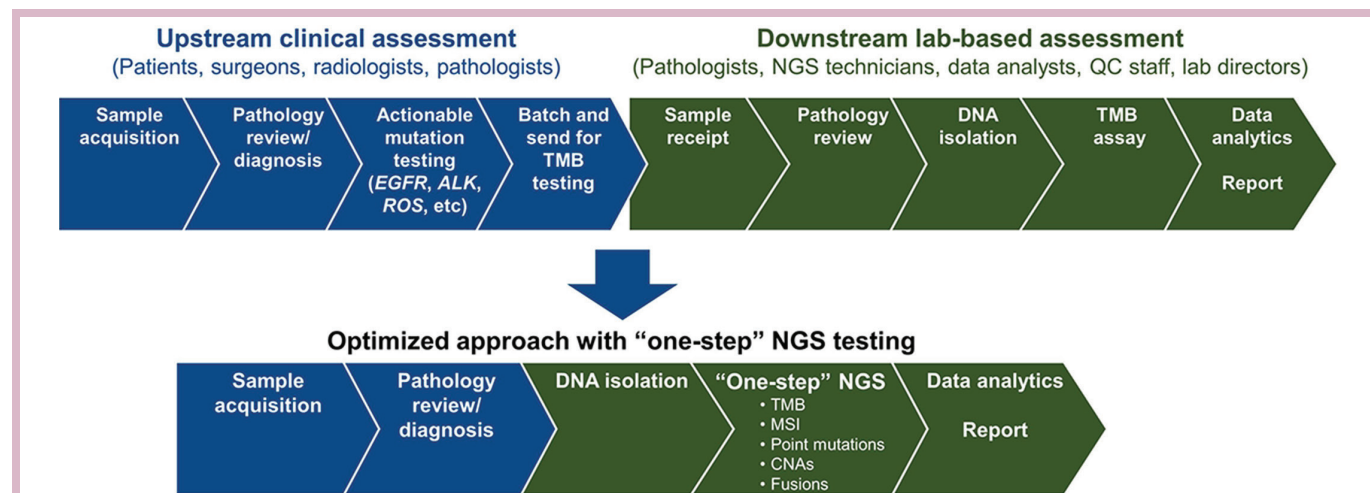 Upstream clinical assessment
(Patients, surgeons, radiologists, pathologists)
Downstream lab-based assessment
(Pathologists, NGS technicians, data analysts, QC staff, lab directors)
Sample
acquisition
Pathology
review/
diagnosis
Actionable
mutation
testing
(EGFR, ALK,
ROS, etc)
Batch and
send for
TMB
testing
Sample
receipt
Pathology
review
DNA
isolation
TMB
assay
Data
analytics
Report
Optimized approach with “one-step” NGS testing
Sample
acquisition
Pathology
review/
diagnosis
DNA isolation
“One-step” NGS
• TMB
• MSI
• Point mutations
• CNAs
• Fusions
Data analytics
Report